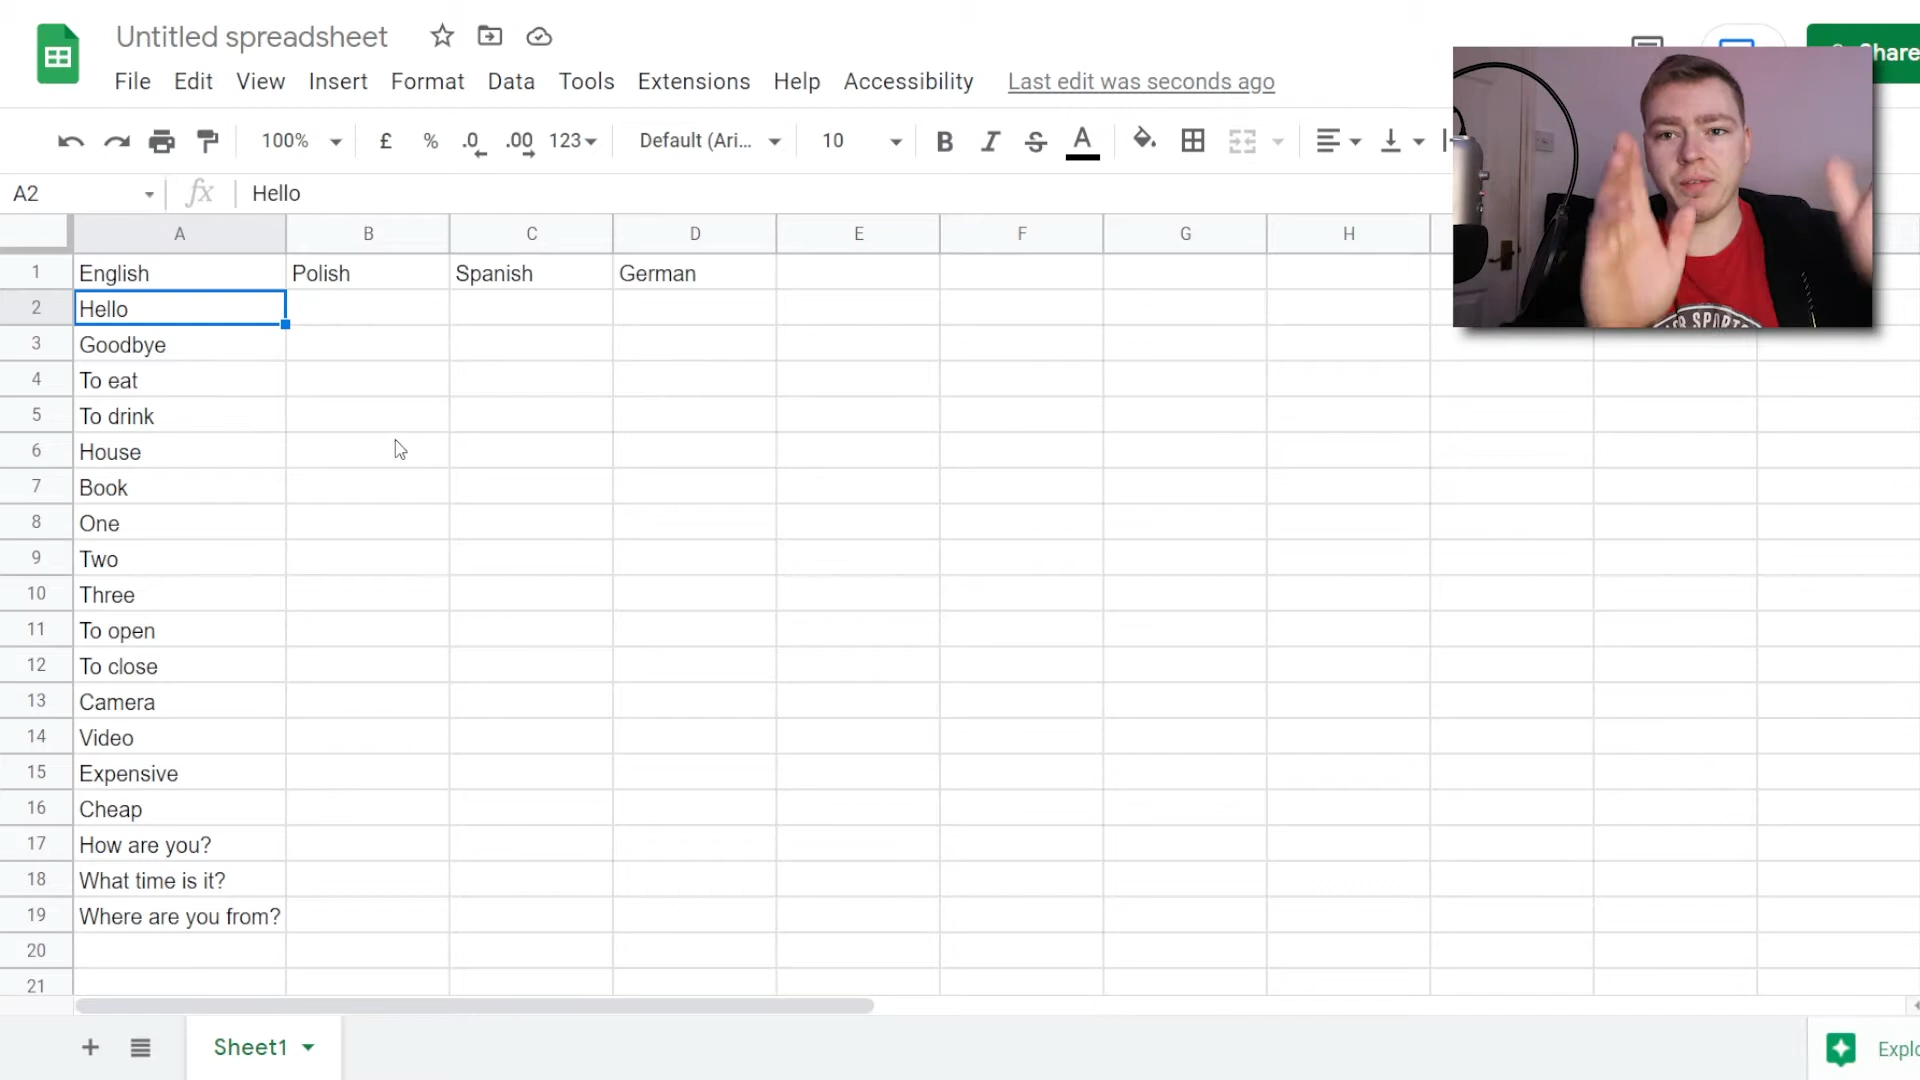 Untitled spreadsheet
Share
File Edit View Insert Format Data Tools Extensions Help Accessibility Last edit was seconds ago
100% £ % .0 .00 123 Default (Ari... 10 B I S A
A2 fx Hello
A B C D E F G H
1 English Polish Spanish German
2 Hello
3 Goodbye
4 To eat
5 To drink
6 House
7 Book
8 One
9 Two
10 Three
11 To open
12 To close
13 Camera
14 Video
15 Expensive
16 Cheap
17 How are you?
18 What time is it?
19 Where are you from?
20
21
+ Sheet1 Explo